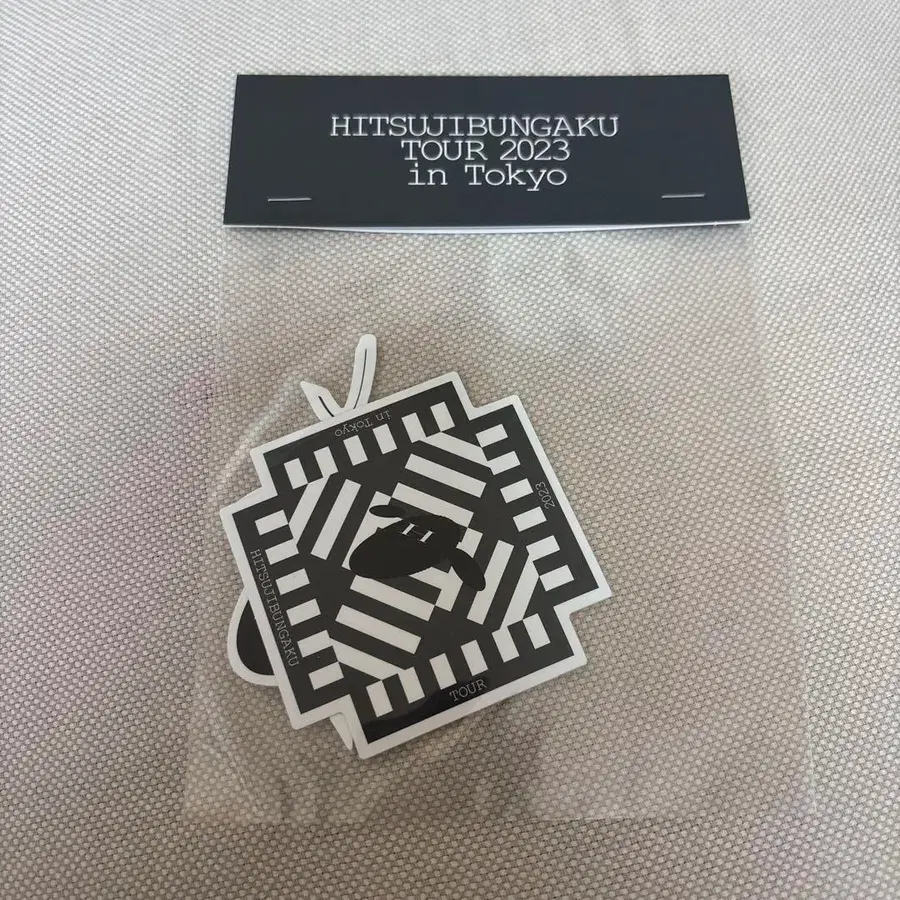 HITSUJIBUNGAKU
TOUR 2023
in Tokyo
in Tokyo
2023
HITSUJIBUNGAKU
TOUR
H